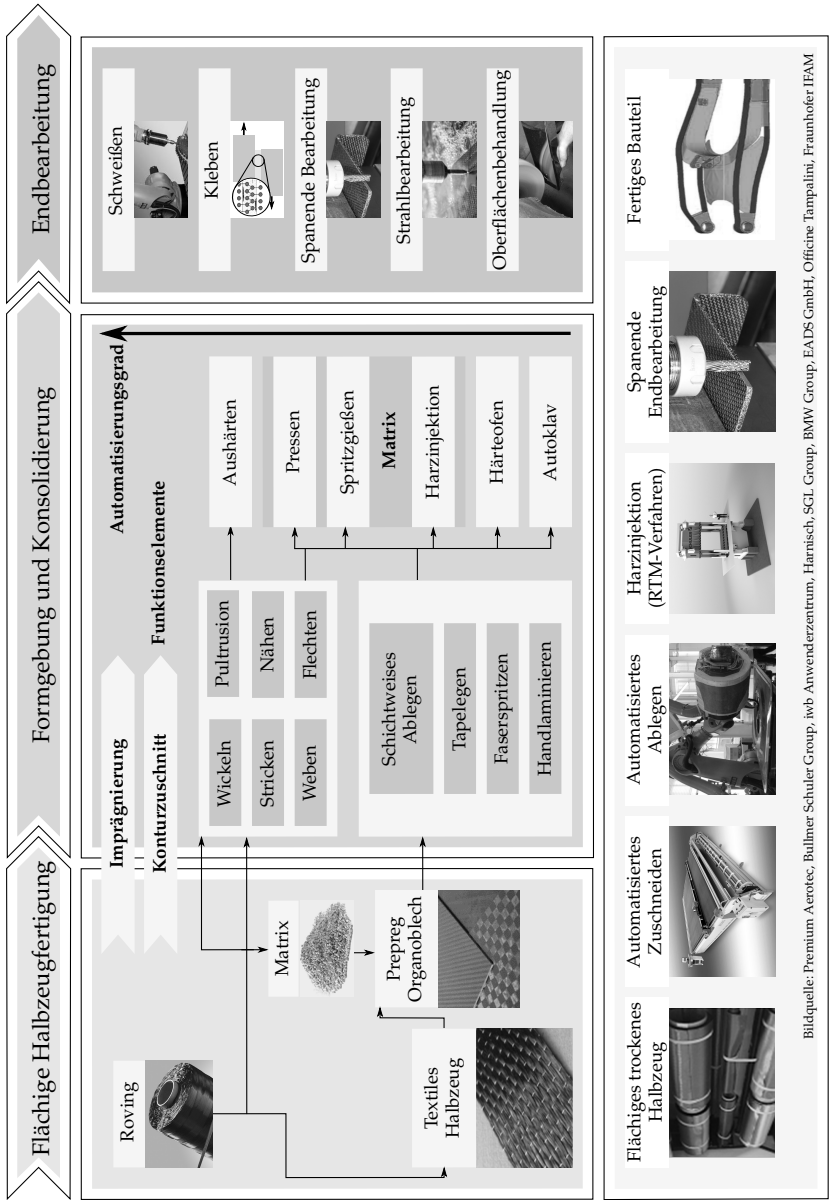 Flächige Halbzeugfertigung
Formgebung und Konsolidierung
Endbearbeitung
Imprägnierung
Konturzuschnitt
Roving
Matrix
Prepreg
Organoblech
Textiles
Halbzeug
Automatisierungsgrad
Funktionselemente
Wickeln
Pultrusion
Stricken
Nähen
Weben
Flechten
Schichtweises
Ablegen
Tapelegen
Faserspritzen
Handlaminieren
Aushärten
Pressen
Spritzgießen
Matrix
Harzinjektion
Härteofen
Autoklav
Schweißen
Kleben
Spanende Bearbeitung
Strahlbearbeitung
Oberflächenbehandlung
Flächiges trockenes
Halbzeug
Automatisiertes
Zuschneiden
Automatisiertes
Ablegen
Harzinjektion
(RTM-Verfahren)
Spanende
Endbearbeitung
Fertiges Bauteil
Bildquelle: Premium Aerotec, Bullmer Schuler Group, iwb Anwenderzentrum, Harnisch, SGL Group, BMW Group, EADS GmbH, Officine Tampalini, Fraunhofer IFAM